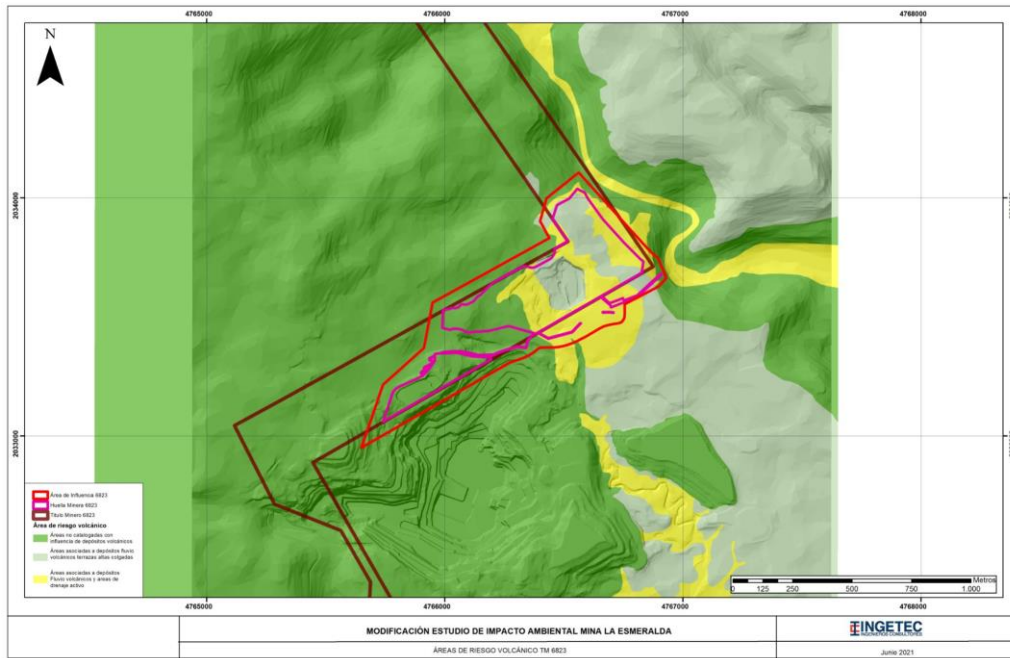 4765000 4766000 4767000 4768000
N
2034000
2033000
Área de Influencia 6823
Huella Minera 6823
Título Minero 6823
Área de riesgo volcánico
Áreas no catalogadas con
influencia de depósitos volcánicos
Áreas asociadas a depósitos fluvio
volcánicos terrazas altas colgadas
Áreas asociadas a depósitos
Fluvio volcánicos y areas de
drenaje activo
Metros
0 125 250 500 750 1.000
4765000 4766000 4767000 4768000
MODIFICACIÓN ESTUDIO DE IMPACTO AMBIENTAL MINA LA ESMERALDA
INGETEC
INGENIEROS CONSULTORES
ÁREAS DE RIESGO VOLCÁNICO TM 6823
Junio 2021